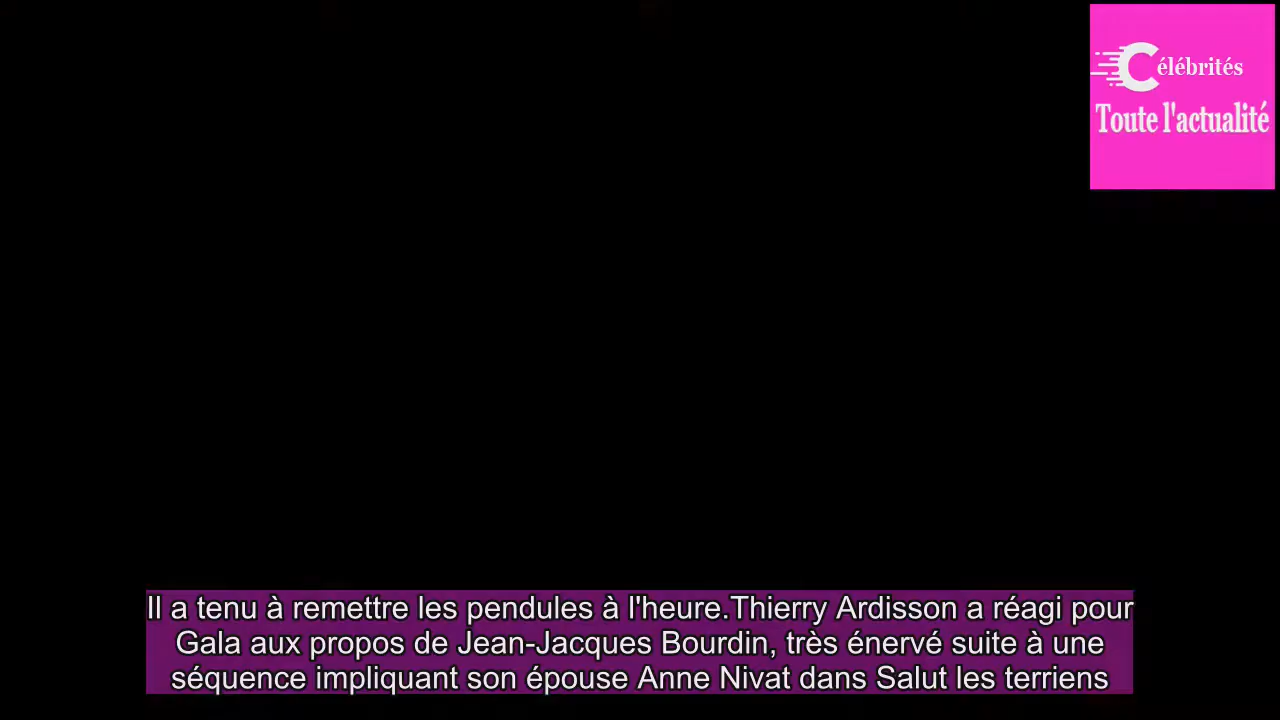 Célébrités
Toute l'actualité
Il a tenu à remettre les pendules à l'heure.Thierry Ardisson a réagi pour
Gala aux propos de Jean-Jacques Bourdin, très énervé suite à une
séquence impliquant son épouse Anne Nivat dans Salut les terriens